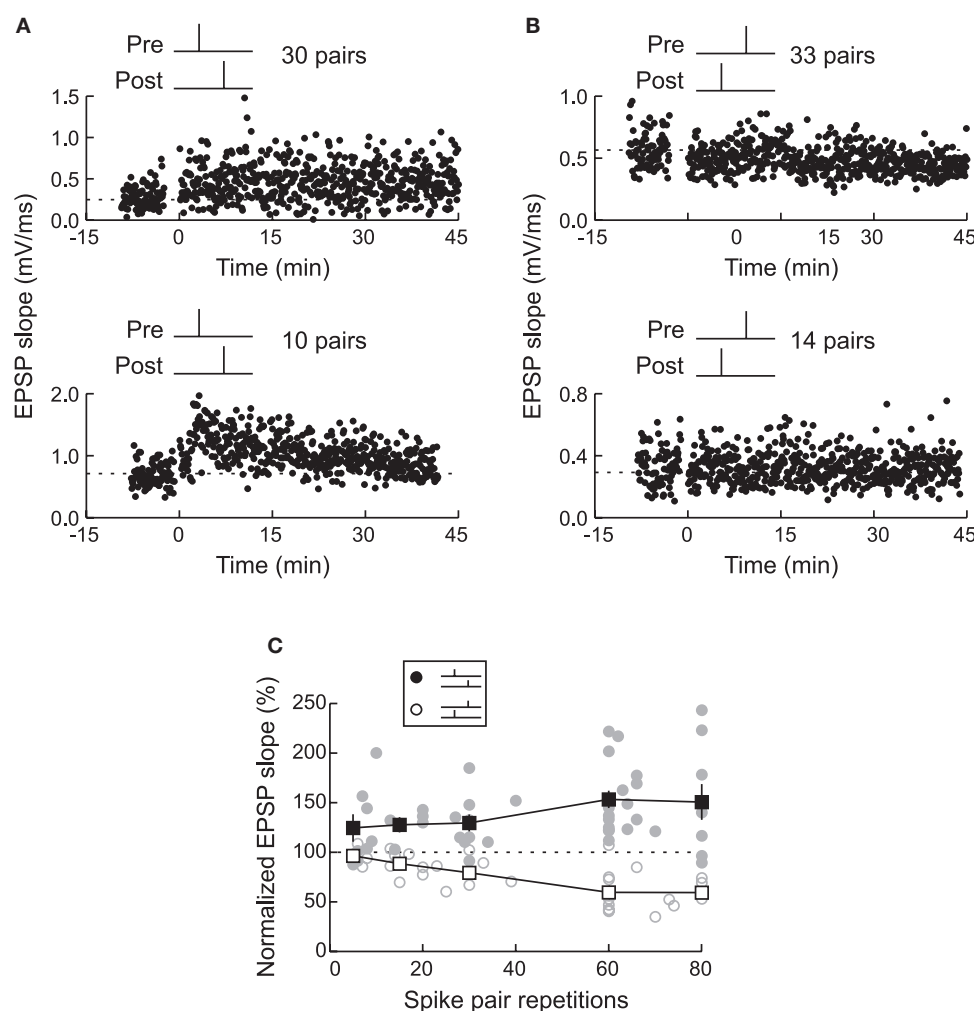 A
Pre
30 pairs
Post
1.5
1.0
0.5
0.0
-15 0 15 30 45
Time (min)
Pre
10 pairs
Post
2.0
1.0
0.0
-15 0 15 30 45
Time (min)
EPSP slope (mV/ms)
B
Pre
33 pairs
Post
1.0
0.5
0.0
-15 0 15 30 45
Time (min)
Pre
14 pairs
Post
0.8
0.4
0.0
-15 0 15 30 45
Time (min)
EPSP slope (mV/ms)
C
Normalized EPSP slope (%)
250
200
150
100
50
0
0 20 40 60 80
Spike pair repetitions